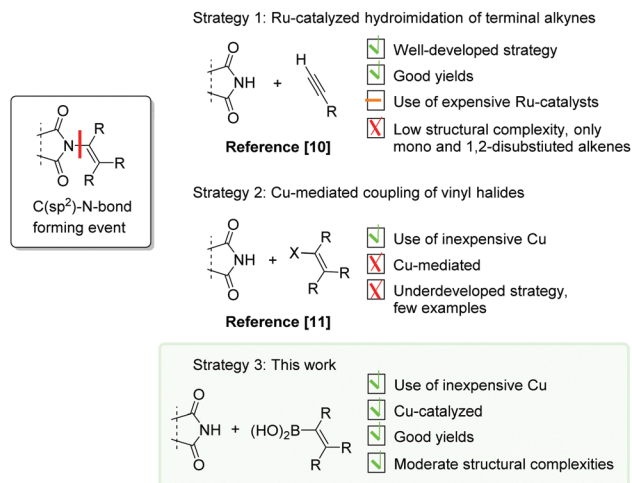 Strategy 1: Ru-catalyzed hydroimidation of terminal alkynes
O
NH
O
+
H
R
Reference [10]
Well-developed strategy
Good yields
Use of expensive Ru-catalysts
Low structural complexity, only
mono and 1,2-disubstiuted alkenes
O
N
O
R
R
R
C(sp²)-N-bond
forming event
Strategy 2: Cu-mediated coupling of vinyl halides
O
NH
O
+
X
R
R
R
Reference [11]
Use of inexpensive Cu
Cu-mediated
Underdeveloped strategy,
few examples
Strategy 3: This work
O
NH
O
+
(HO)₂B
R
R
R
Use of inexpensive Cu
Cu-catalyzed
Good yields
Moderate structural complexities